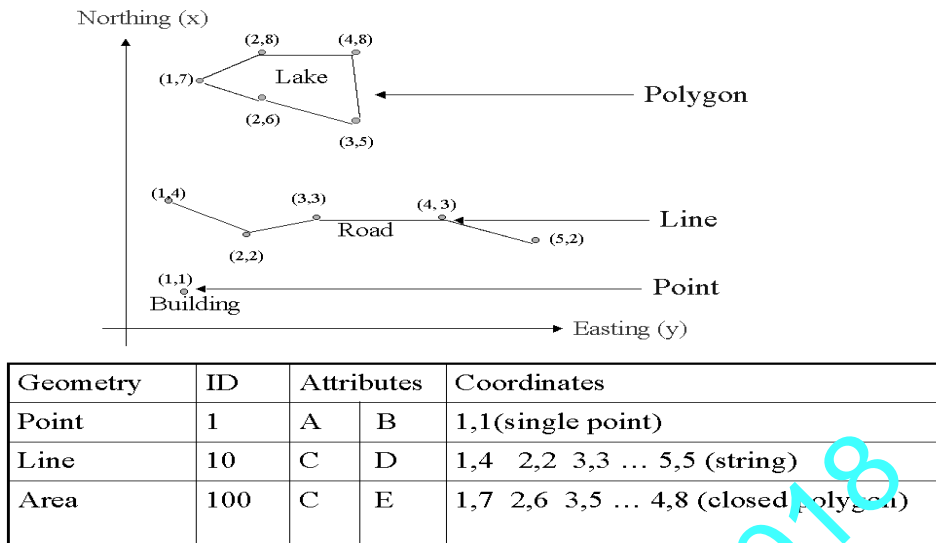 Northing (x)
(2,8)
(4,8)
(1,7)
Lake
Polygon
(2,6)
(3,5)
(1,4)
(3,3)
(4, 3)
Line
Road
(5,2)
(2,2)
(1,1)
Point
Building
Easting (y)
Geometry ID Attributes Coordinates
Point 1 A B 1,1(single point)
Line 10 C D 1,4 2,2 3,3 ... 5,5 (string)
Area 100 C E 1,7 2,6 3,5 ... 4,8 (closed polygon)
018